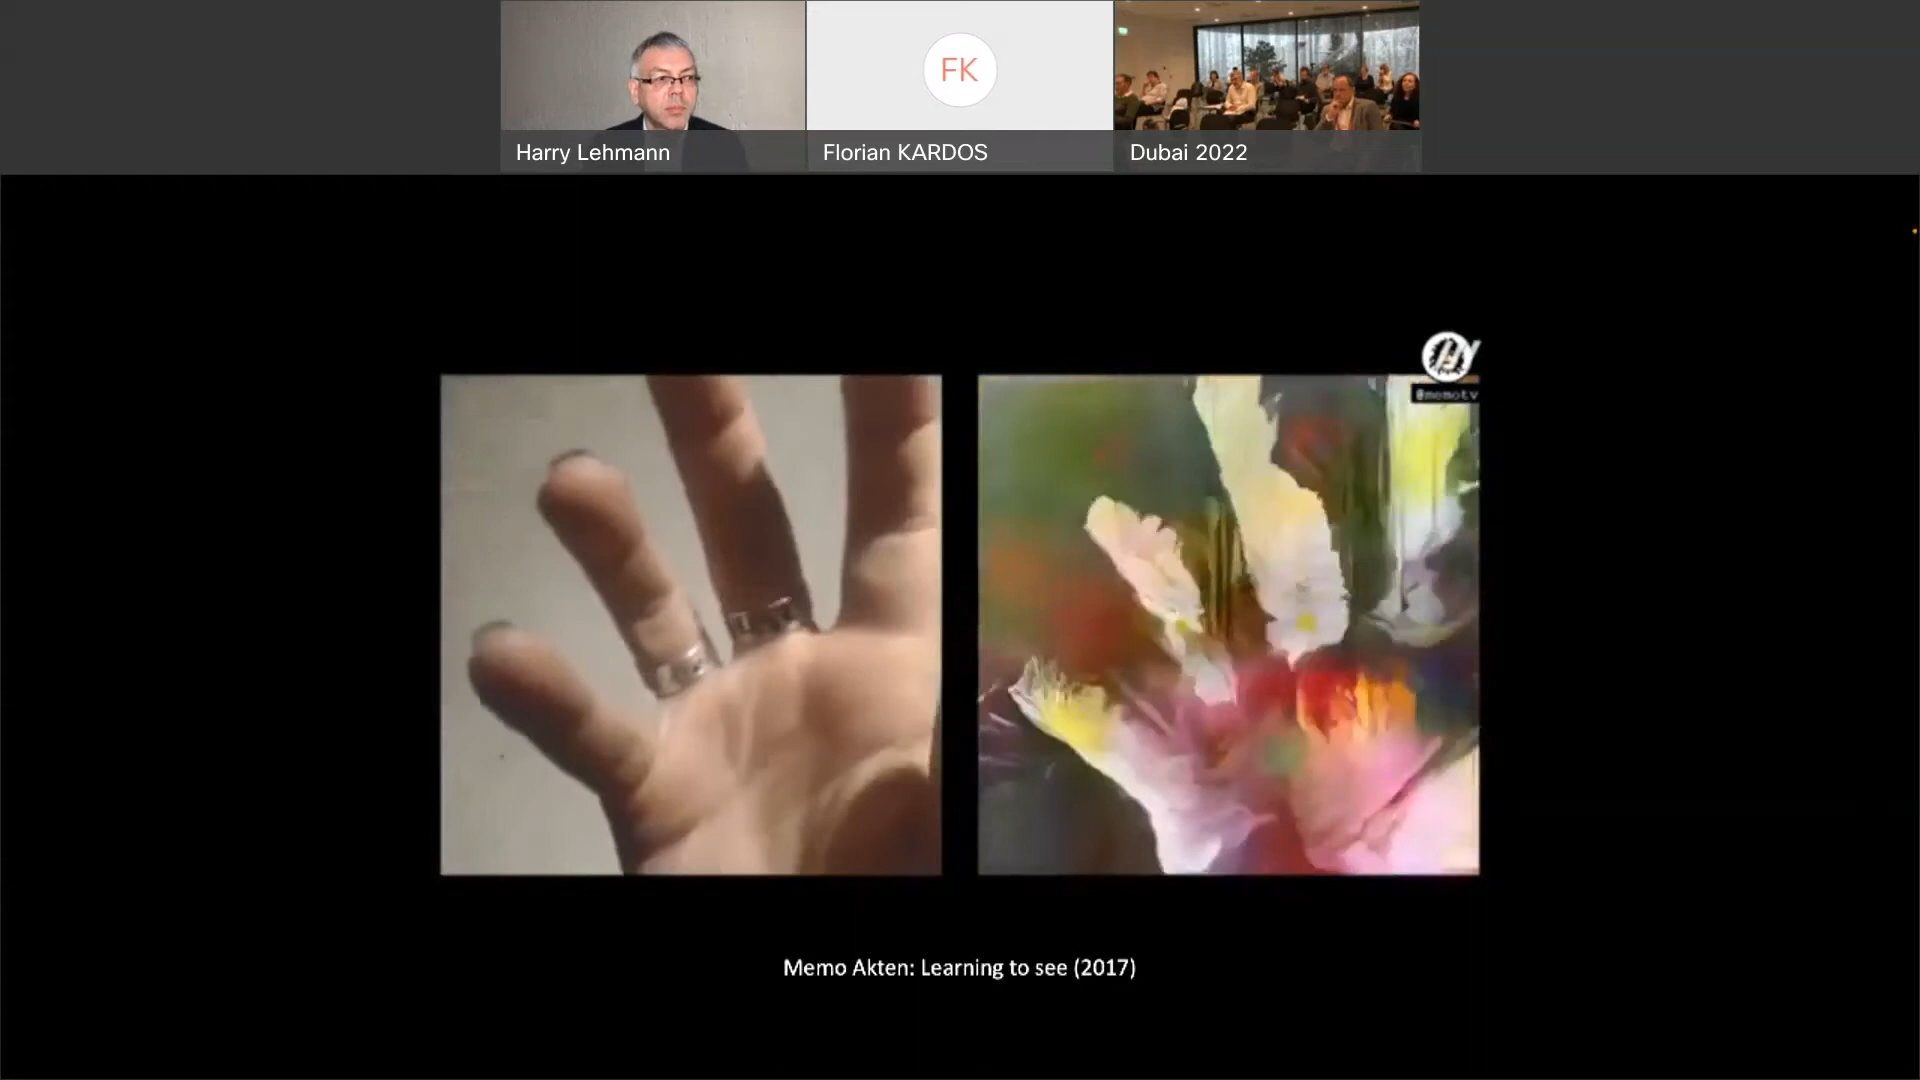 FK
Harry Lehmann
Florian KARDOS
Dubai 2022
@memotv
Memo Akten: Learning to see (2017)